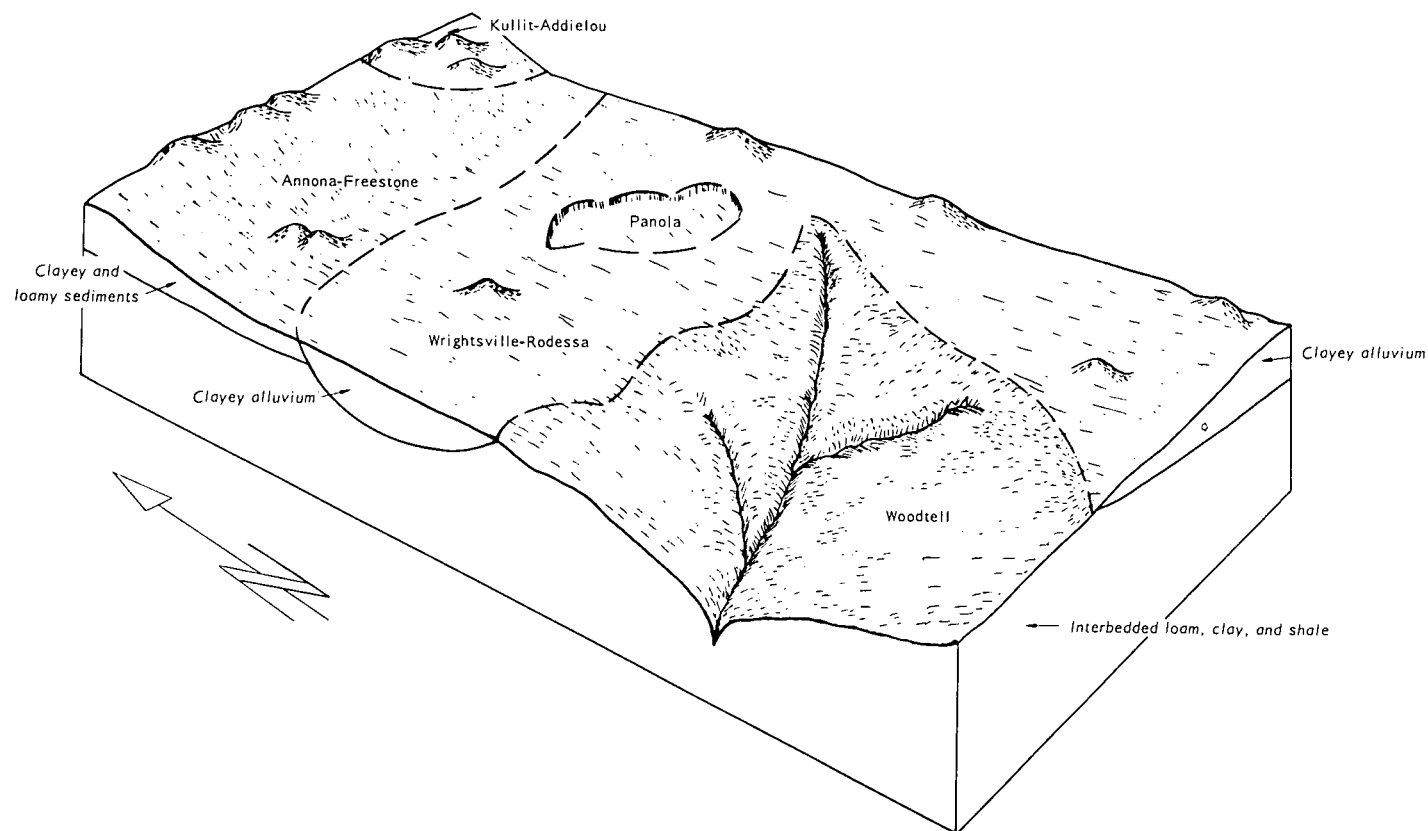 Kullit-Addielou
Annona-Freestone
Panola
Clayey and
loamy sediments
Wrightsville-Rodessa
Clayey alluvium
Clayey alluvium
Woodtell
Interbedded loam, clay, and shale